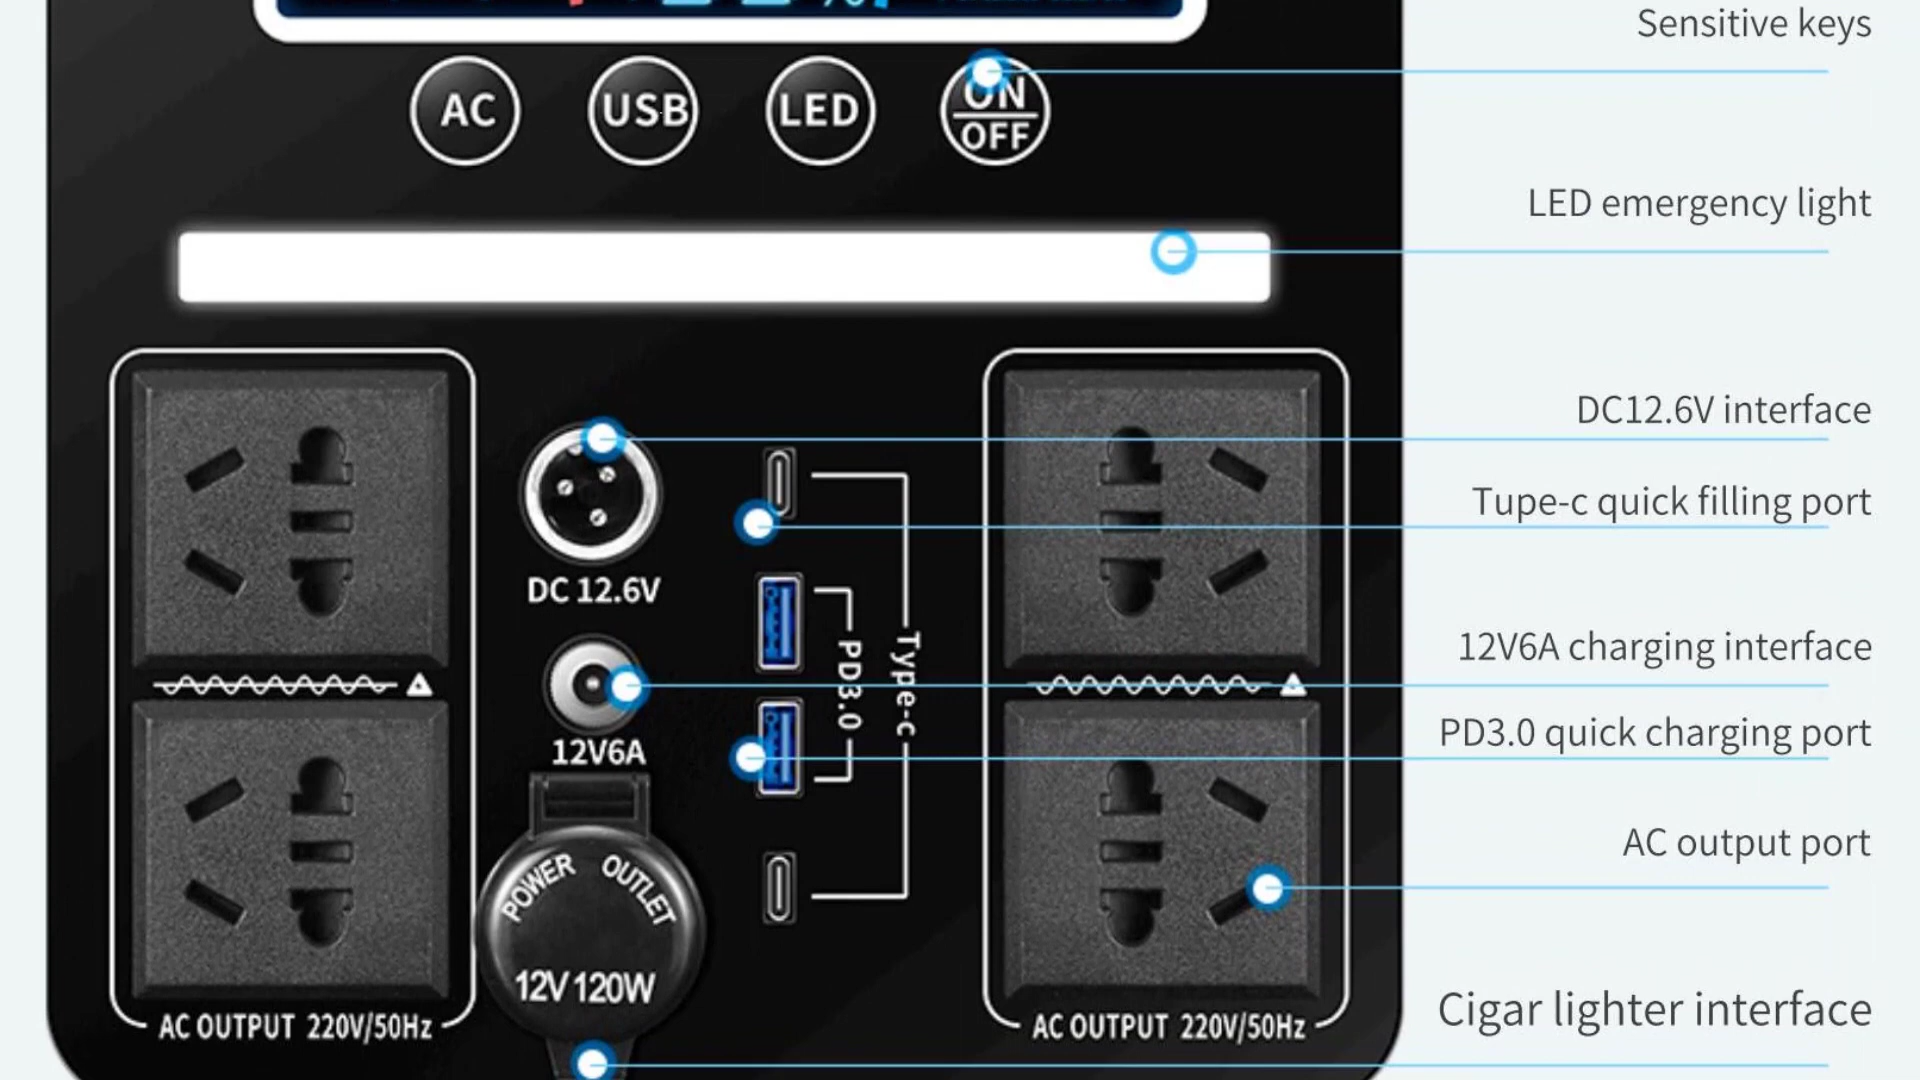 Sensitive keys
AC
USB
LED
ON
OFF
LED emergency light
DC12.6V interface
Tupe-c quick filling port
DC 12.6V
12V6A charging interface
PD3.0
Type-c
PD3.0 quick charging port
12V6A
AC output port
POWER OUTLET
12V 120W
Cigar lighter interface
AC OUTPUT 220V/50Hz
AC OUTPUT 220V/50Hz